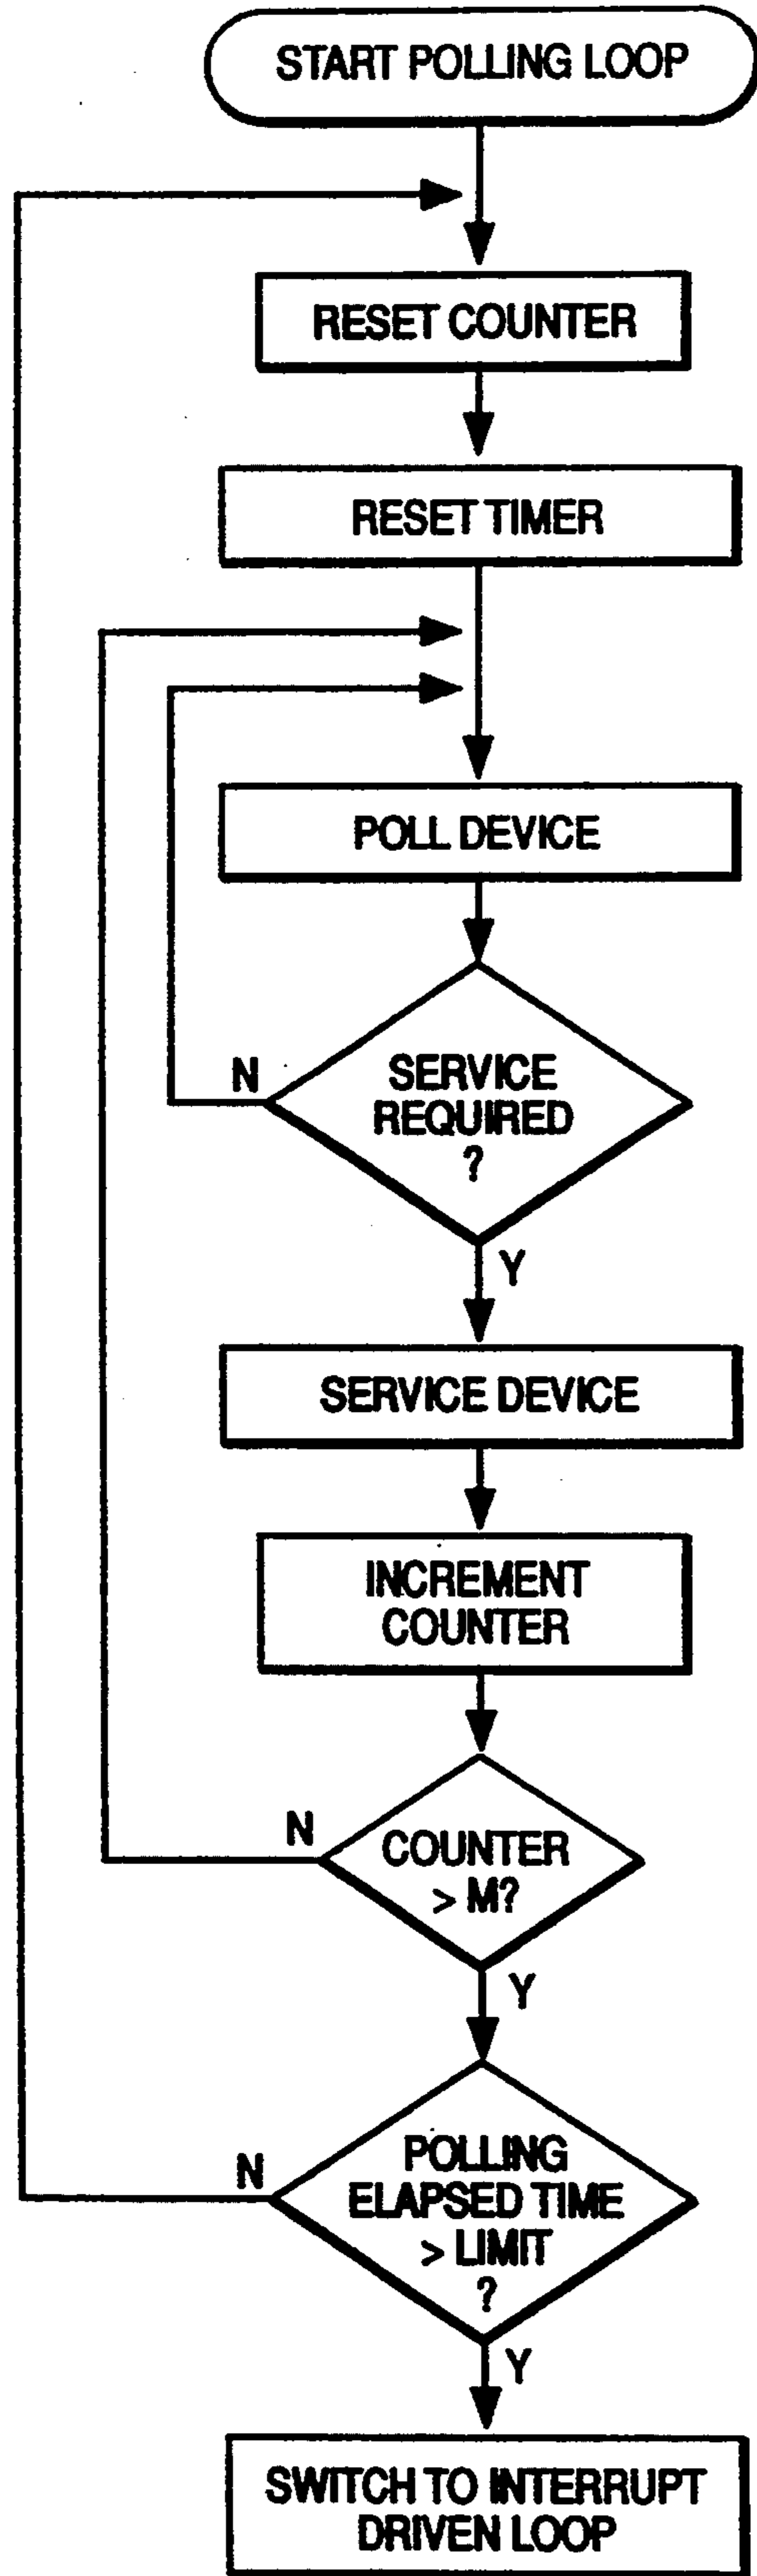 START POLLING LOOP
RESET COUNTER
RESET TIMER
POLL DEVICE
N
SERVICE
REQUIRED
?
Y
SERVICE DEVICE
INCREMENT
COUNTER
N
COUNTER
> M?
Y
N
POLLING
ELAPSED TIME
> LIMIT
?
Y
SWITCH TO INTERRUPT
DRIVEN LOOP